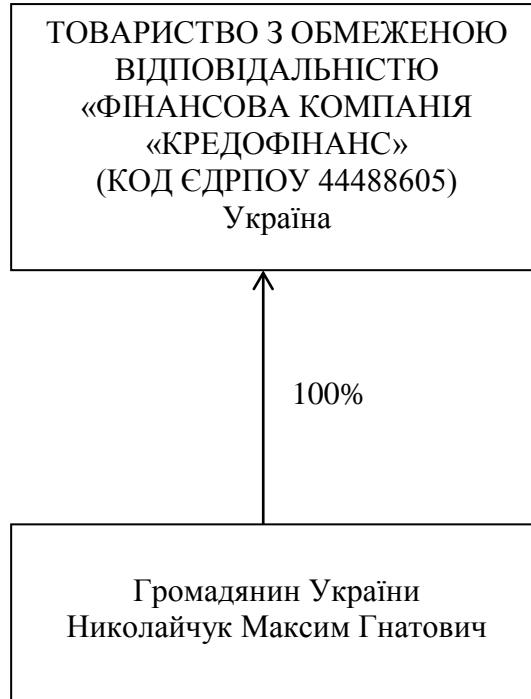 ТОВАРИСТВО З ОБМЕЖЕНОЮ
ВІДПОВІДАЛЬНІСТЮ
«ФІНАНСОВА КОМПАНІЯ
«КРЕДОФІНАНС»
(КОД ЄДРПОУ 44488605)
Україна
100%
Громадянин України
Николайчук Максим Гнатович